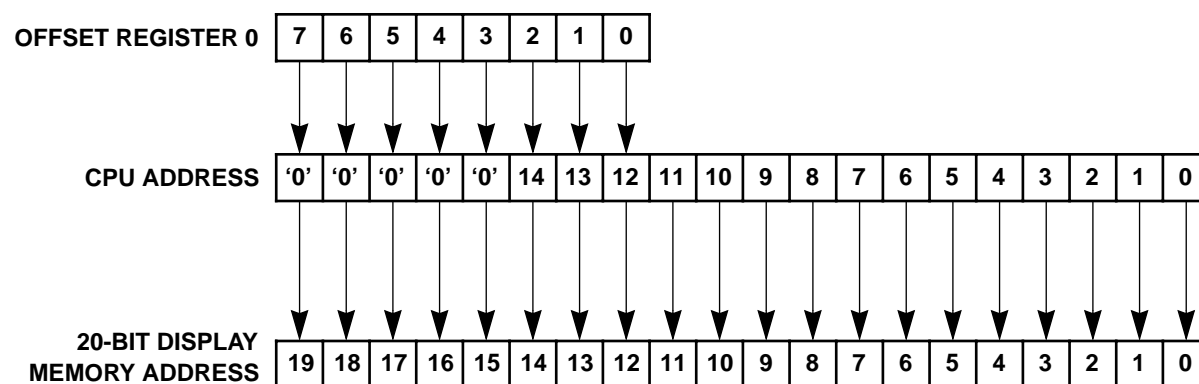 OFFSET REGISTER 0 7 6 5 4 3 2 1 0
CPU ADDRESS ‘0’ ‘0’ ‘0’ ‘0’ ‘0’ 14 13 12 11 10 9 8 7 6 5 4 3 2 1 0
20-BIT DISPLAY
MEMORY ADDRESS 19 18 17 16 15 14 13 12 11 10 9 8 7 6 5 4 3 2 1 0